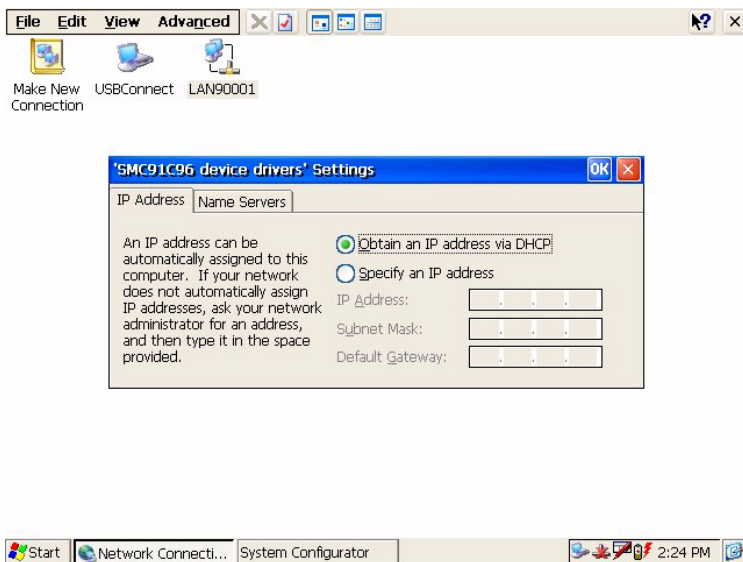 File Edit View Advanced
?
Make New Connection
USBConnect
LAN90001
'SMC91C96 device drivers' Settings
OK
IP Address
Name Servers
An IP address can be
automatically assigned to this
computer. If your network
does not automatically assign
IP addresses, ask your network
administrator for an address,
and then type it in the space
provided.
Obtain an IP address via DHCP
Specify an IP address
IP Address: . . .
Subnet Mask: . . .
Default Gateway: . . .
Start
Network Connecti...
System Configurator
2:24 PM